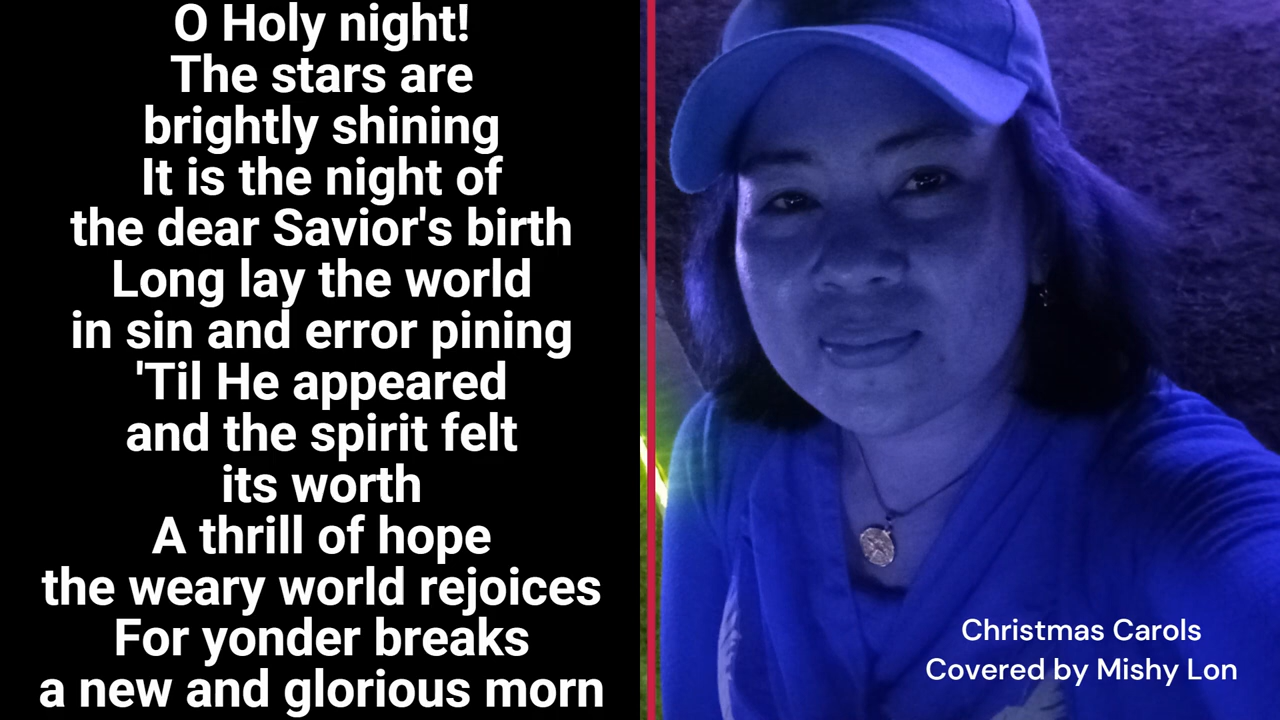 O Holy night!
The stars are
brightly shining
It is the night of
the dear Savior's birth
Long lay the world
in sin and error pining
'Til He appeared
and the spirit felt
its worth
A thrill of hope
the weary world rejoices
For yonder breaks
a new and glorious morn
Christmas Carols
Covered by Mishy Lon